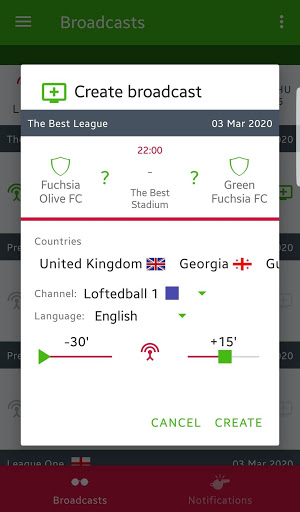 Broadcasts
Create broadcast
The Best League 03 Mar 2020
22:00
Fuchsia Olive FC ? - ? Green Fuchsia FC
The Best Stadium
Countries
United Kingdom Georgia Gu
Channel: Loftedball 1
Language: English
-30' +15'
CANCEL CREATE
League One 03 Mar 2020
Broadcasts Notifications